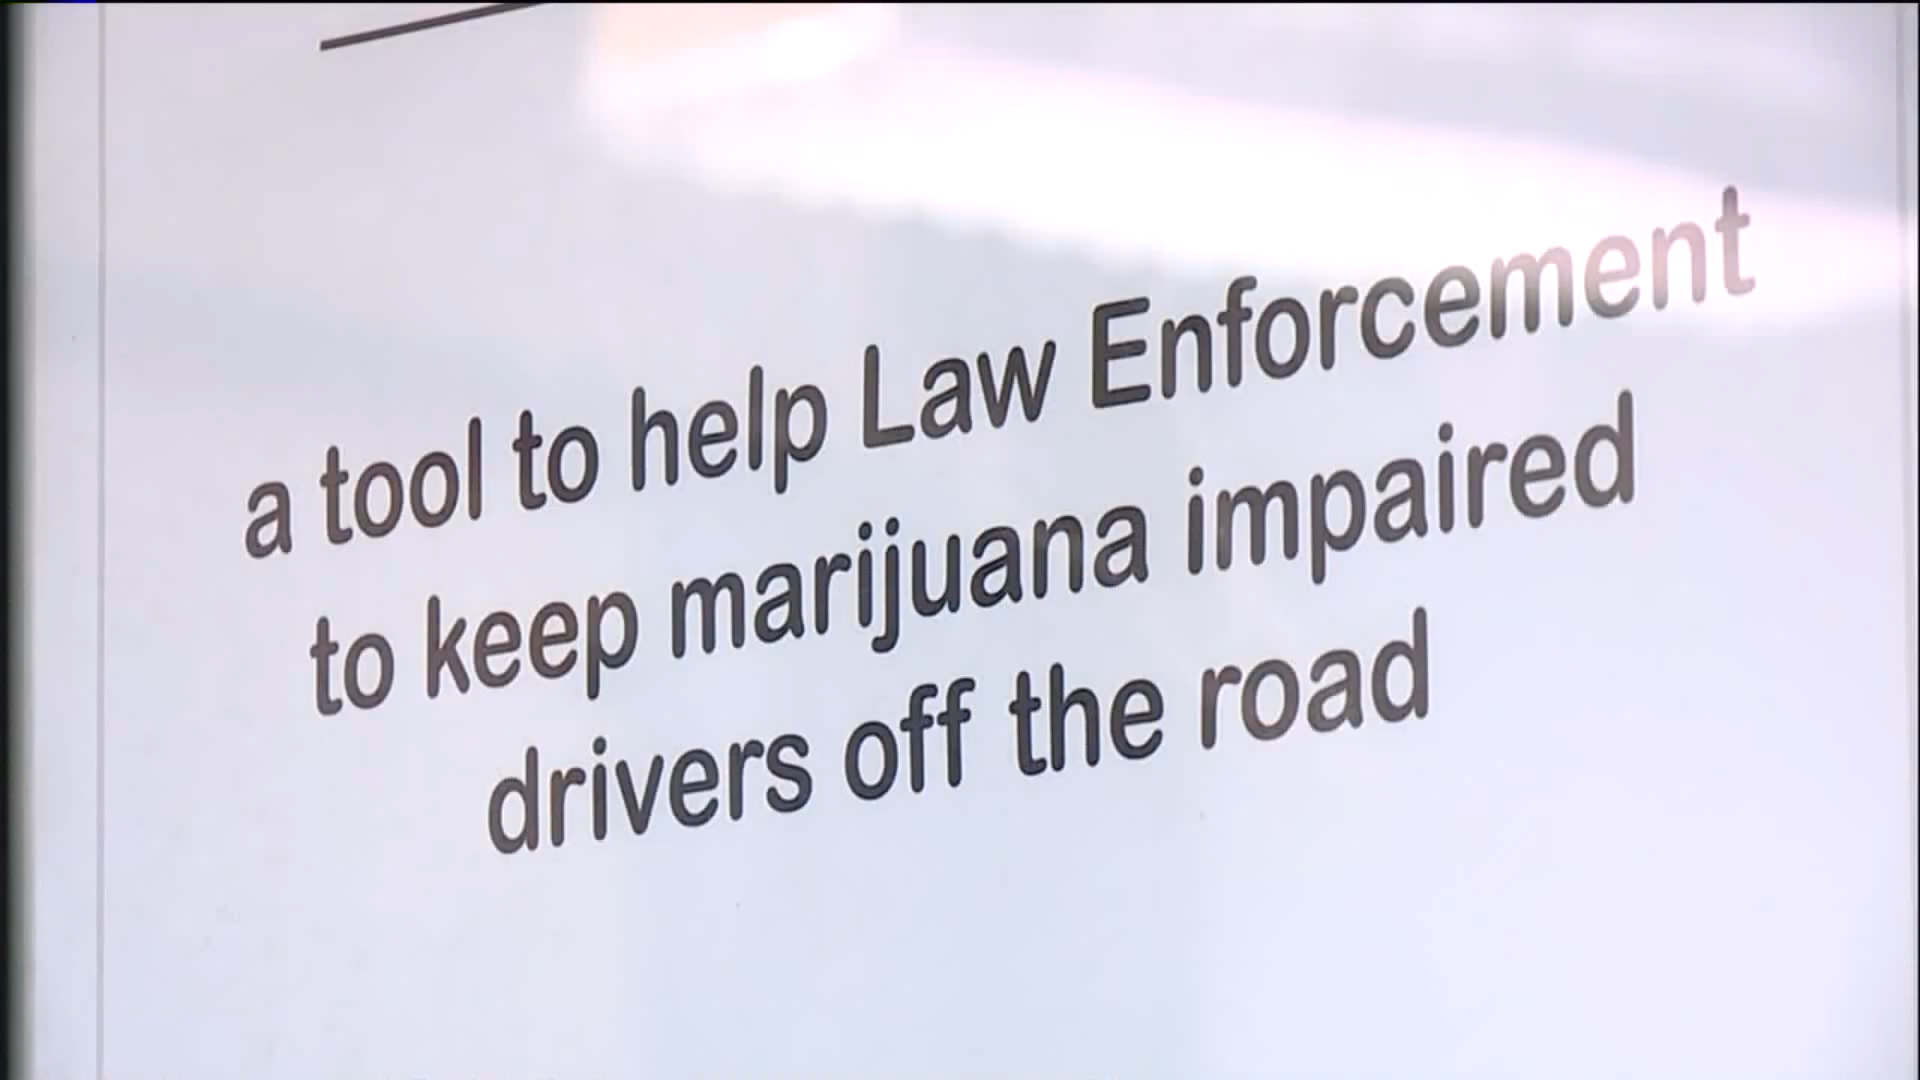 a tool to help Law Enforcement
to keep marijuana impaired
drivers off the road